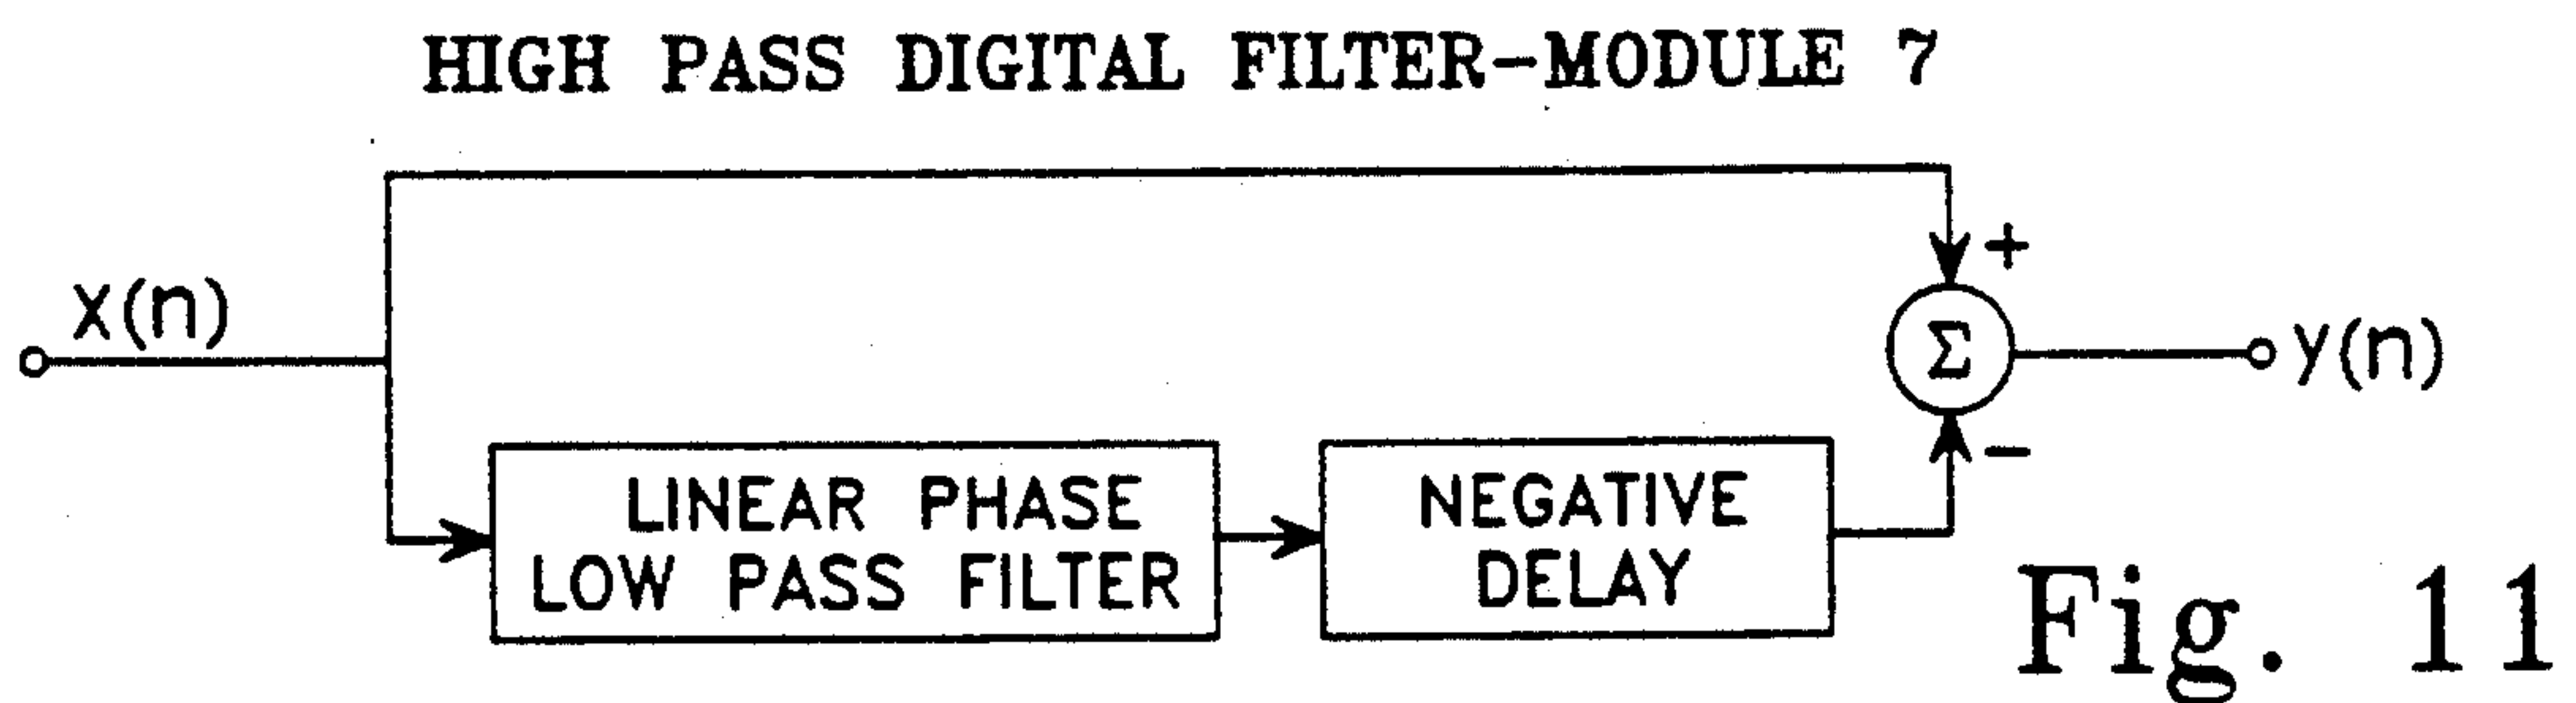 HIGH PASS DIGITAL FILTER-MODULE 7
x(n)
+
Σ
y(n)
−
LINEAR PHASE
LOW PASS FILTER
NEGATIVE
DELAY
Fig. 11